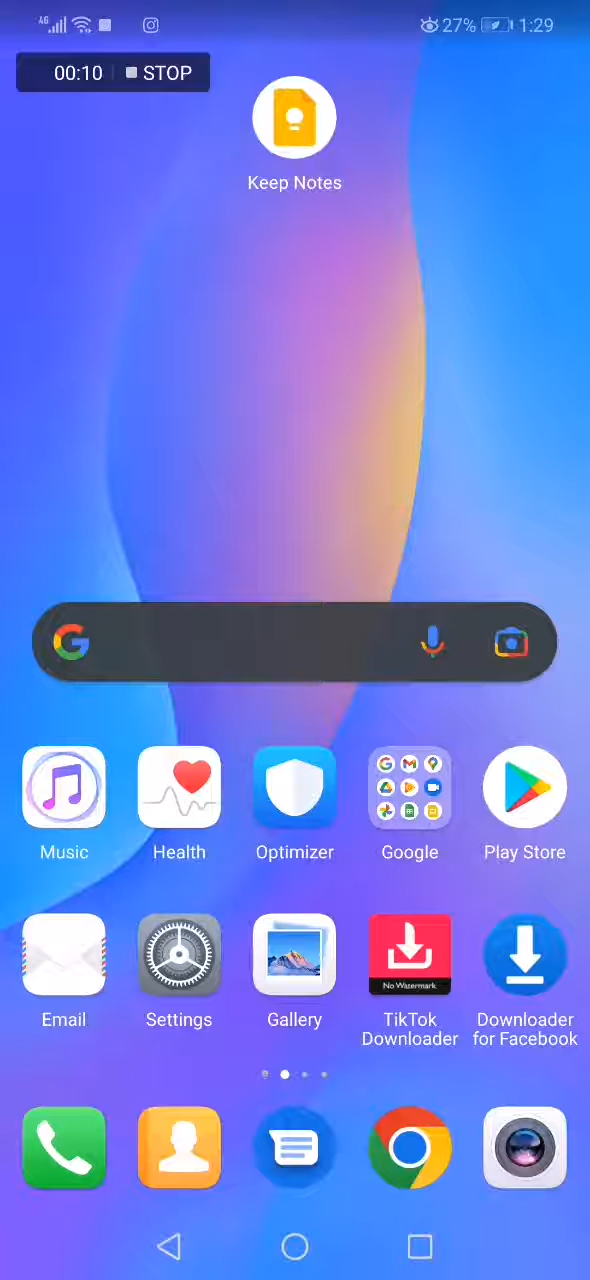 4G 27% 1:29
00:10 STOP
Keep Notes
Music Health Optimizer Google Play Store
No Watermark
Email Settings Gallery TikTok Downloader
Downloader for Facebook